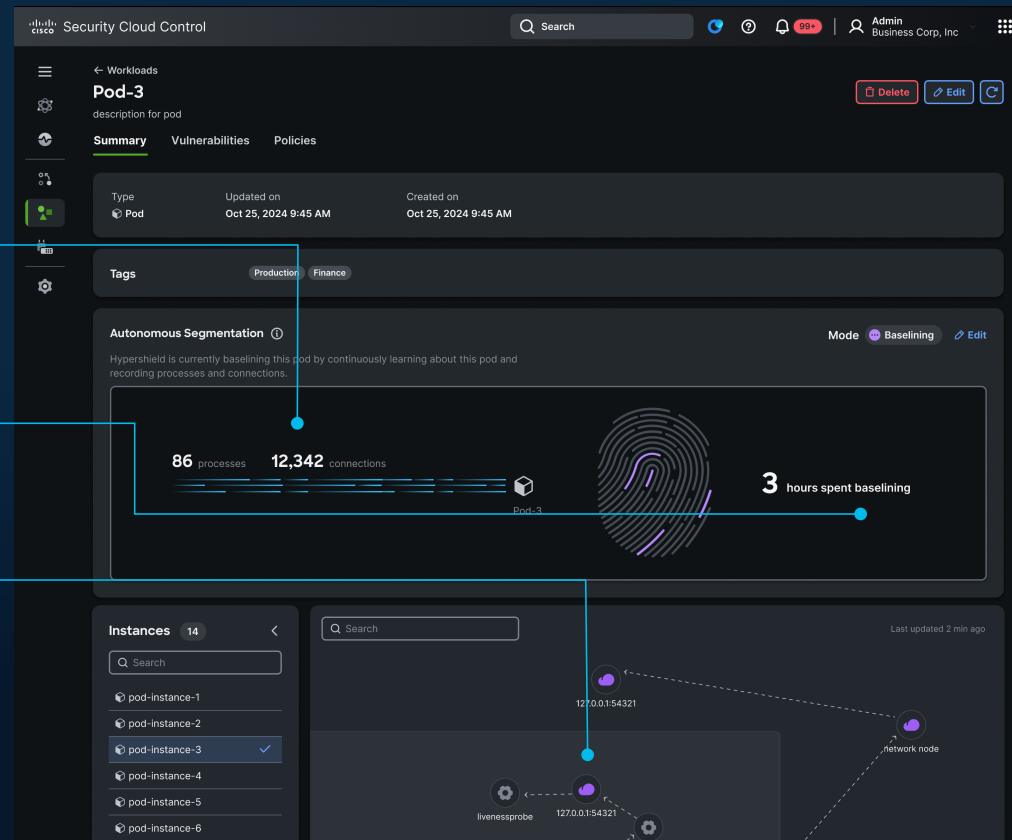 cisco Security Cloud Control
Search
99+
Admin
Business Corp, Inc
← Workloads
Pod-3
description for pod
Delete
Edit
Summary Vulnerabilities Policies
Type
Pod
Updated on
Oct 25, 2024 9:45 AM
Created on
Oct 25, 2024 9:45 AM
Tags
Production
Finance
Autonomous Segmentation
Mode Baselining Edit
Hypershield is currently baselining this pod by continuously learning about this pod and
recording processes and connections.
86 processes 12,342 connections
Pod-3
3 hours spent baselining
Instances 14
Search
pod-instance-1
pod-instance-2
pod-instance-3
pod-instance-4
pod-instance-5
pod-instance-6
Search
Last updated 2 min ago
127.0.0.1:54321
network node
livenessprobe
127.0.0.1:54321